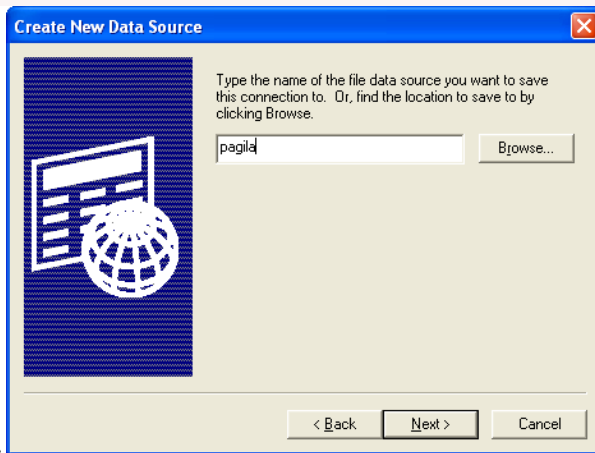 Create New Data Source
Type the name of the file data source you want to save
this connection to. Or, find the location to save to by
clicking Browse.
pagila
Browse...
< Back
Next >
Cancel